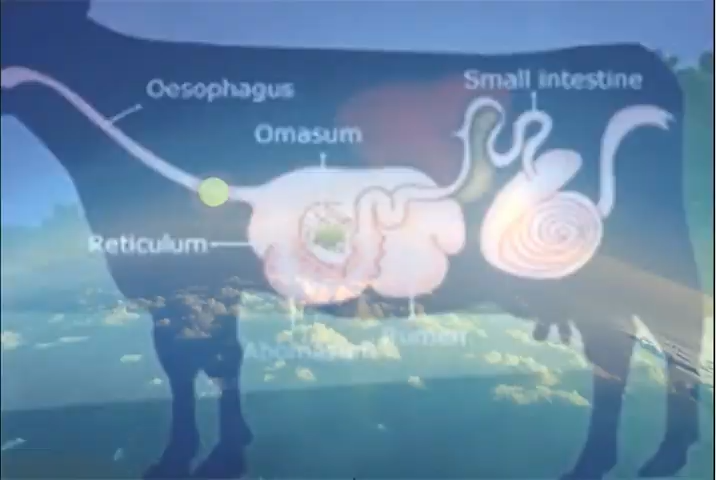 Oesophagus
Small intestine
Omasum
Reticulum
Abomasum
Rumen